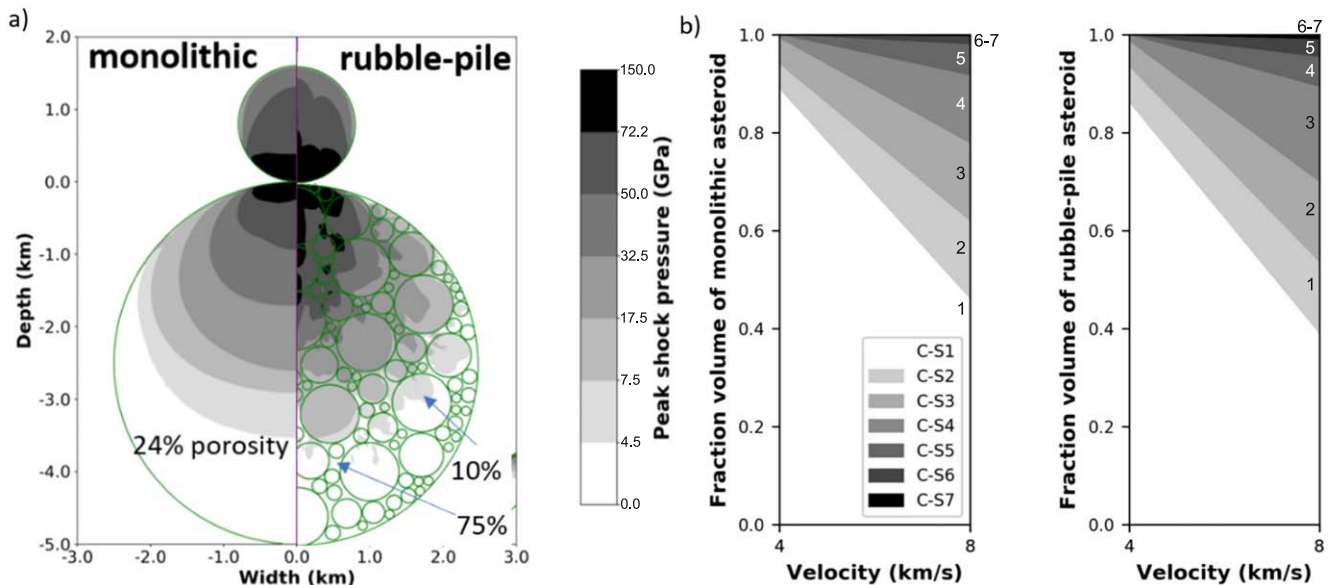 a)
monolithic
rubble-pile
2.0
1.0
0.0
-1.0
-2.0
-3.0
-4.0
-5.0
Depth (km)
24% porosity
10%
75%
-3.0 -2.0 -1.0 0.0 1.0 2.0 3.0
Width (km)
150.0
72.2
50.0
32.5
17.5
7.5
4.5
0.0
Peak shock pressure (GPa)
b)
Fraction volume of monolithic asteroid
1.0
0.8
0.6
0.4
0.2
0.0
6-7
5
4
3
2
1
C-S1
C-S2
C-S3
C-S4
C-S5
C-S6
C-S7
4 8
Velocity (km/s)
Fraction volume of rubble-pile asteroid
1.0
0.8
0.6
0.4
0.2
0.0
6-7
5
4
3
2
1
4 8
Velocity (km/s)